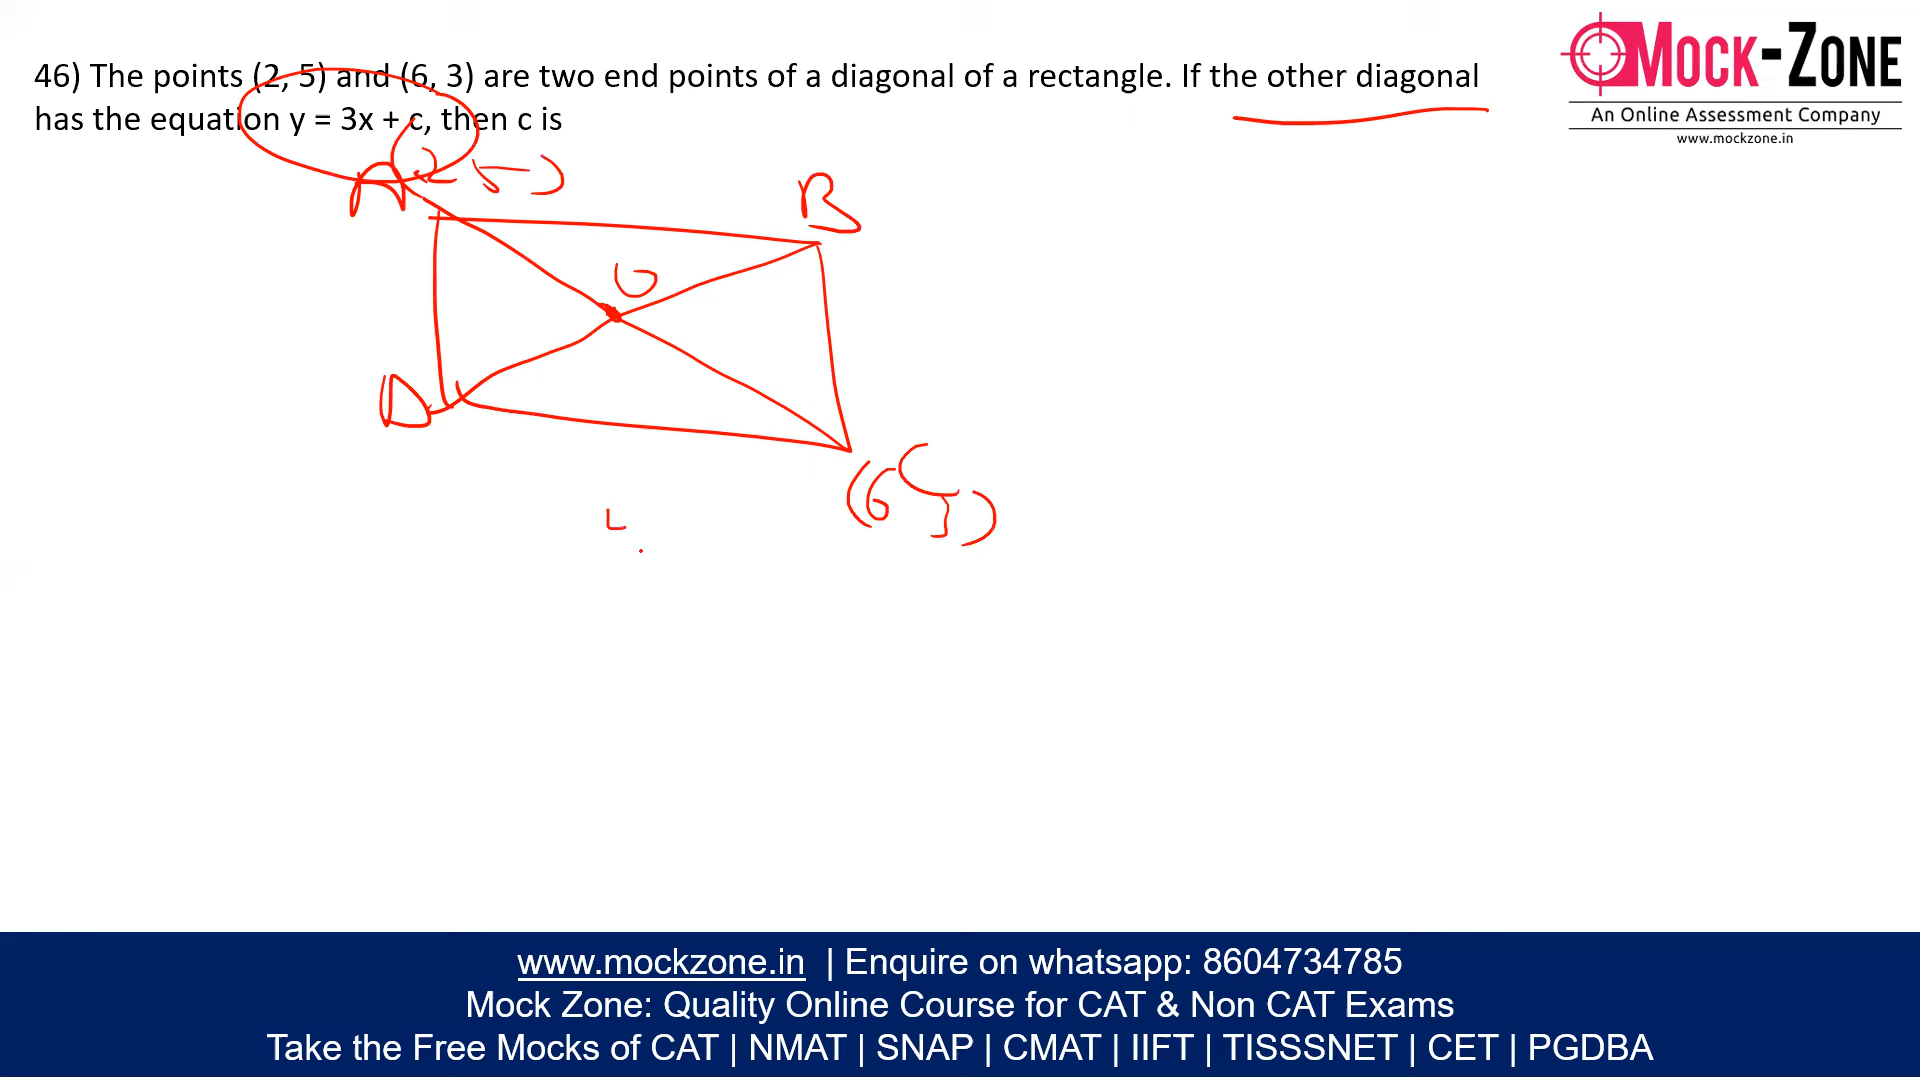 46) The points (2, 5) and (6, 3) are two end points of a diagonal of a rectangle. If the other diagonal
has the equation y = 3x + c, then c is
MOCK-ZONE
An Online Assessment Company
www.mockzone.in
A
B
O
D
C
(6
)
www.mockzone.in | Enquire on whatsapp: 8604734785
Mock Zone: Quality Online Course for CAT & Non CAT Exams
Take the Free Mocks of CAT | NMAT | SNAP | CMAT | IIFT | TISSSNET | CET | PGDBA